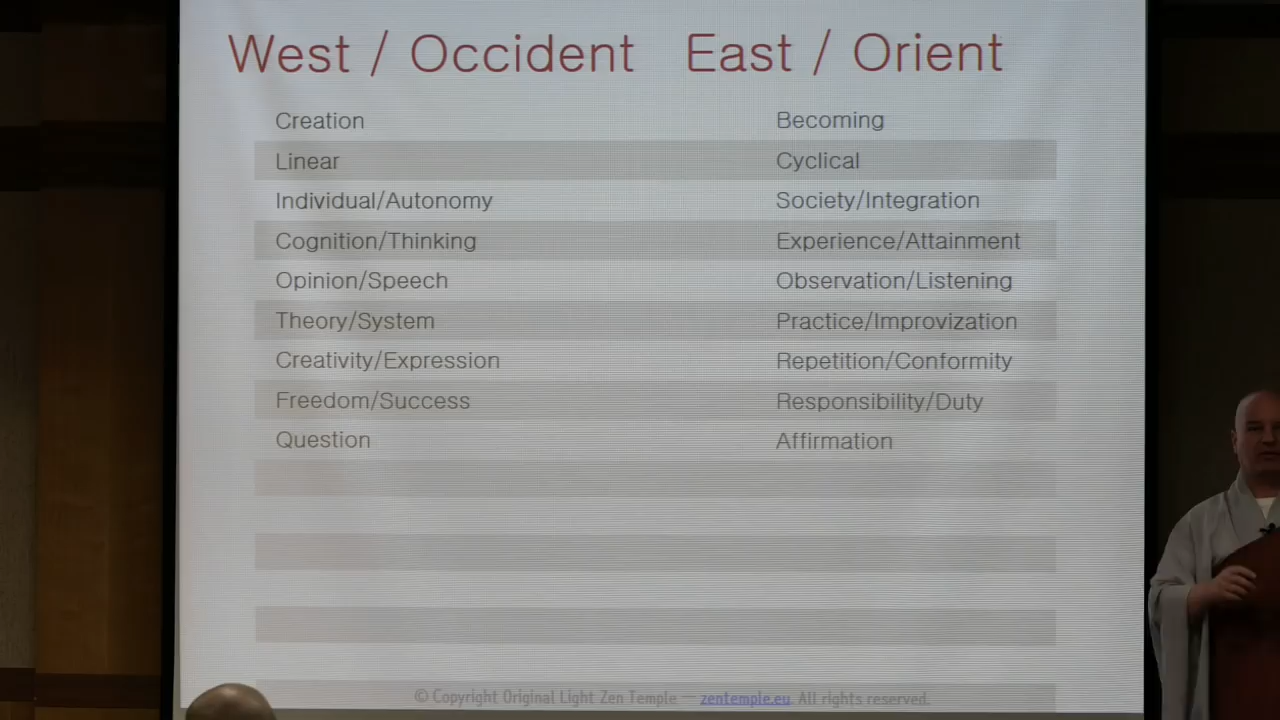 West / Occident East / Orient
Creation Becoming
Linear Cyclical
Individual/Autonomy Society/Integration
Cognition/Thinking Experience/Attainment
Opinion/Speech Observation/Listening
Theory/System Practice/Improvization
Creativity/Expression Repetition/Conformity
Freedom/Success Responsibility/Duty
Question Affirmation
© Copyright Original Light Zen Temple — zentemple.eu. All rights reserved.